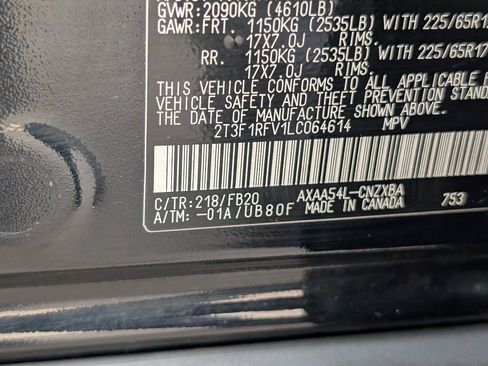 GVWR:2090KG (4610LB)
GAWR:FRT. 1150KG (2535LB) WITH 225/65R17
17X7.0J RIMS.
RR. 1150KG (2535LB) WITH 225/65R17
17X7.0J RIMS.
THIS VEHICLE CONFORMS TO ALL APPLICABLE
VEHICLE SAFETY AND THEFT PREVENTION STANDA
THE DATE OF MANUFACTURE SHOWN ABOVE.
2T3F1RFV1LC064614 MPV
C/TR:218/FB20 AXAA54L-CNZXBA
A/TM: -01A/UB80F MADE IN CANADA 753